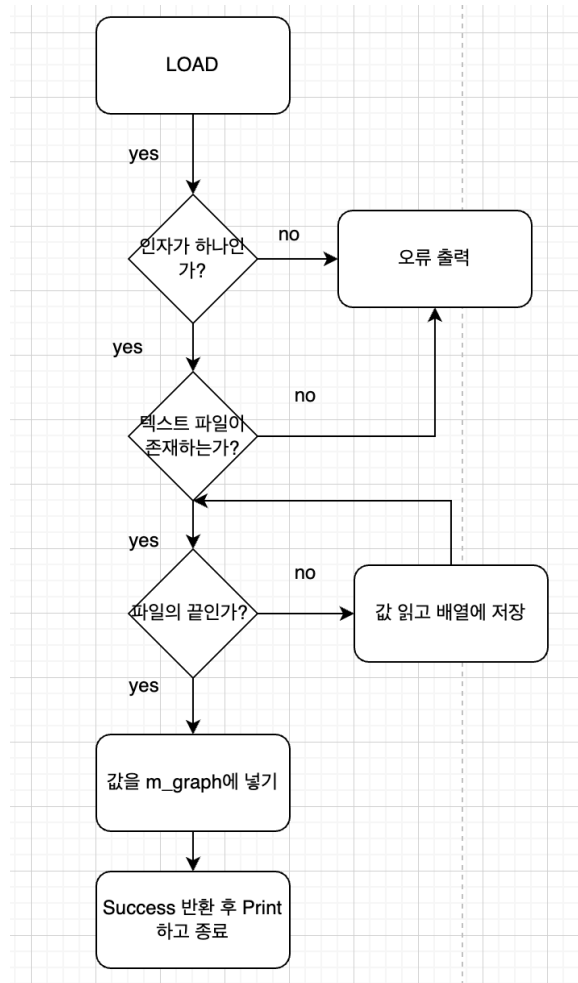 LOAD
yes
인자가 하나인
가?
no
오류 출력
yes
텍스트 파일이
존재하는가?
no
yes
파일의 끝인가?
no
값 읽고 배열에 저장
yes
값을 m_graph에 넣기
Success 반환 후 Print
하고 종료